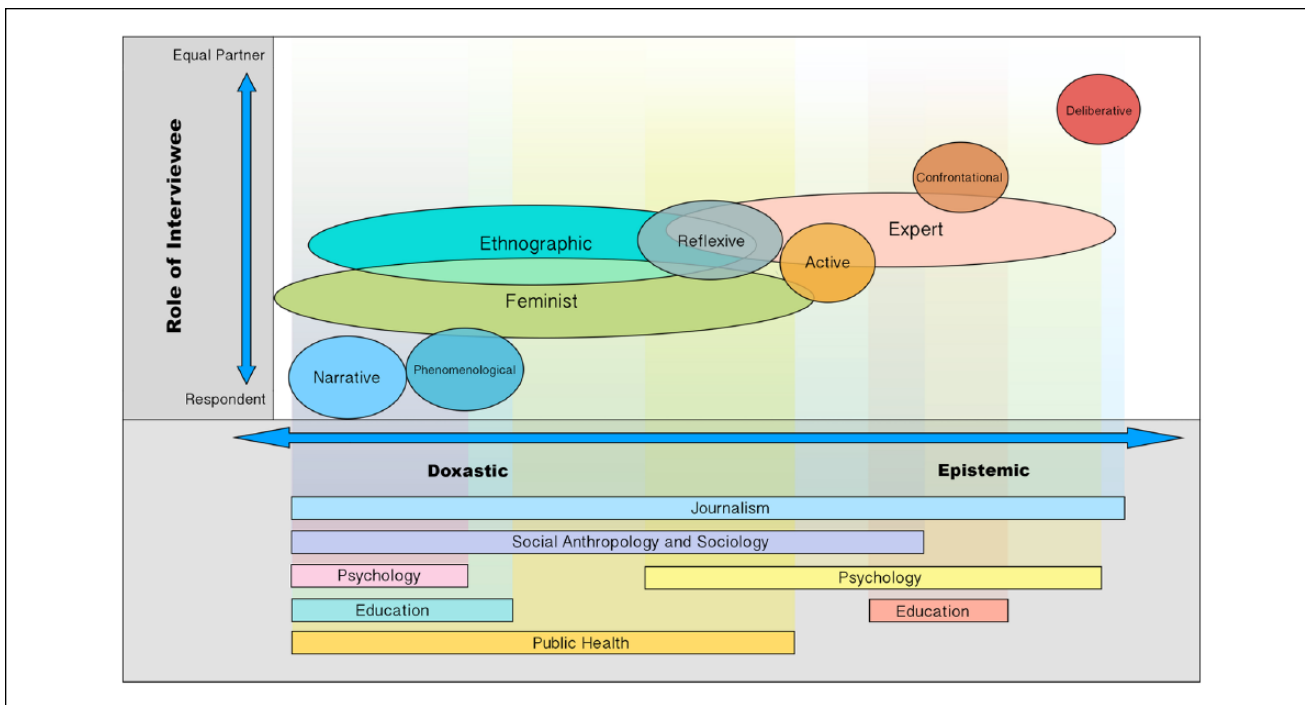 Equal Partner
Role of Interviewee
Respondent
Deliberative
Confrontational
Ethnographic
Reflexive
Expert
Active
Feminist
Narrative
Phenomenological
Doxastic
Epistemic
Journalism
Social Anthropology and Sociology
Psychology
Psychology
Education
Education
Public Health